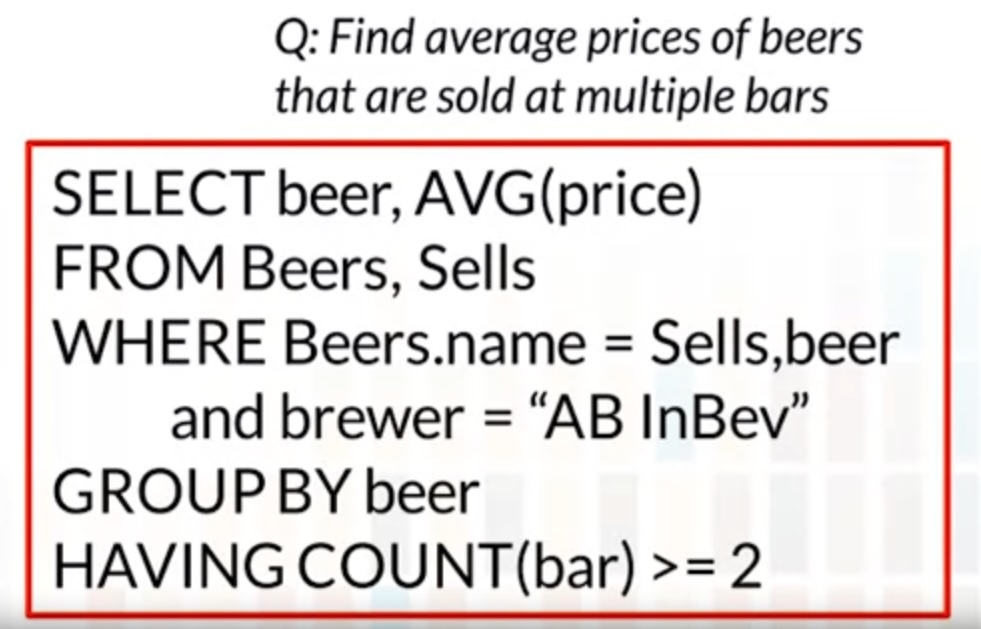 Q: Find average prices of beers
that are sold at multiple bars
SELECT beer, AVG(price)
FROM Beers, Sells
WHERE Beers.name = Sells,beer
and brewer = “AB InBev”
GROUP BY beer
HAVING COUNT(bar) >= 2